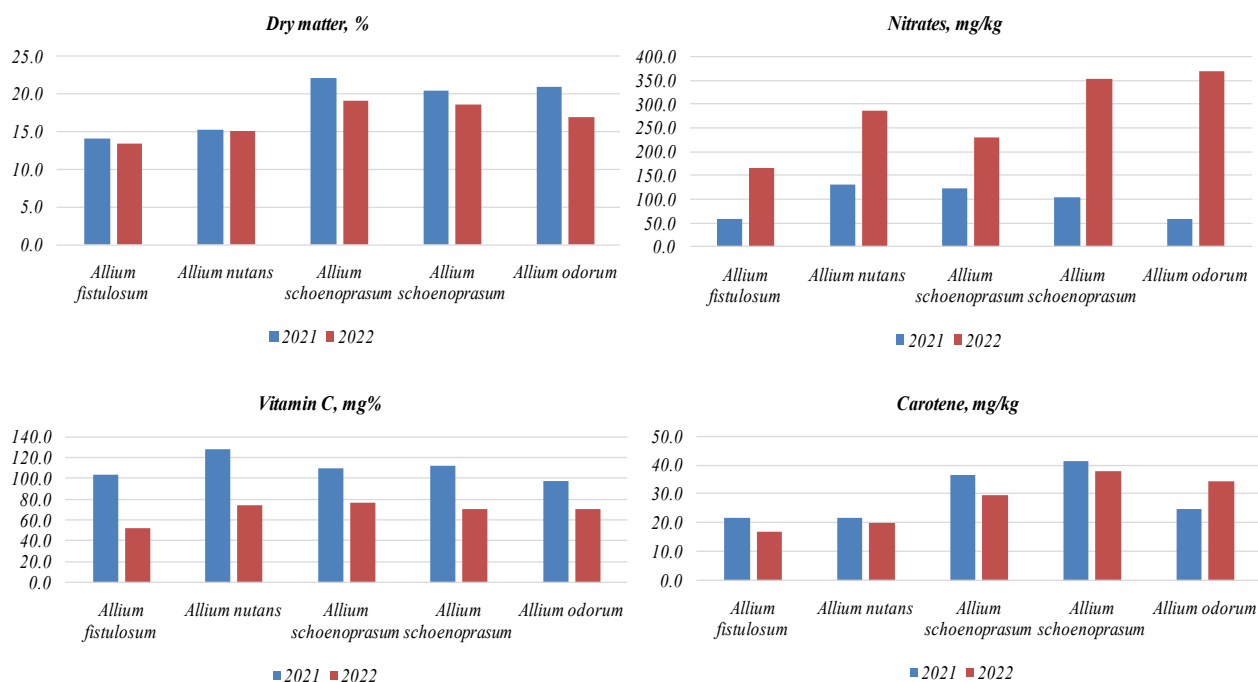 Dry matter, %
25.0
20.0
15.0
10.0
5.0
0.0
Allium
fistulosum
Allium nutans
Allium
schoenoprasum
Allium
schoenoprasum
Allium odorum
2021 2022
Nitrates, mg/kg
400.0
350.0
300.0
250.0
200.0
150.0
100.0
50.0
0.0
Allium
fistulosum
Allium nutans
Allium
schoenoprasum
Allium
schoenoprasum
Allium odorum
2021 2022
Vitamin C, mg%
140.0
120.0
100.0
80.0
60.0
40.0
20.0
0.0
Allium
fistulosum
Allium nutans
Allium
schoenoprasum
Allium
schoenoprasum
Allium odorum
2021 2022
Carotene, mg/kg
50.0
40.0
30.0
20.0
10.0
0.0
Allium
fistulosum
Allium nutans
Allium
schoenoprasum
Allium
schoenoprasum
Allium odorum
2021 2022